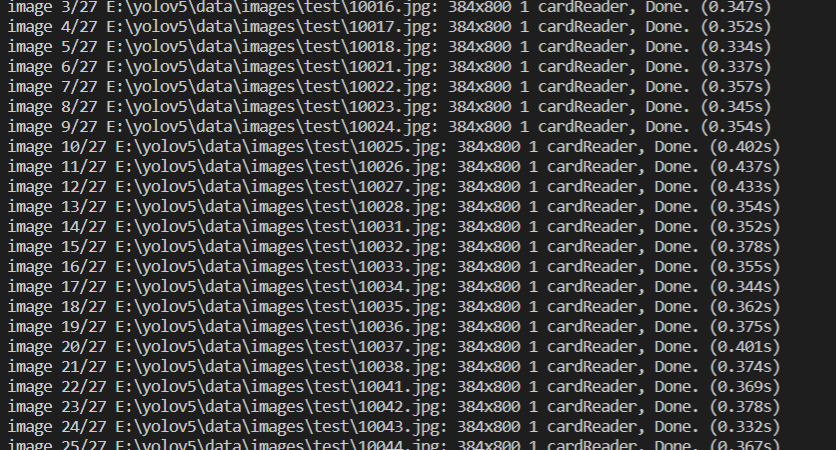 image 3/27 E:\yolov5\data\images\test\10016.jpg: 384x800 1 cardReader, Done. (0.347s)
image 4/27 E:\yolov5\data\images\test\10017.jpg: 384x800 1 cardReader, Done. (0.352s)
image 5/27 E:\yolov5\data\images\test\10018.jpg: 384x800 1 cardReader, Done. (0.334s)
image 6/27 E:\yolov5\data\images\test\10021.jpg: 384x800 1 cardReader, Done. (0.337s)
image 7/27 E:\yolov5\data\images\test\10022.jpg: 384x800 1 cardReader, Done. (0.357s)
image 8/27 E:\yolov5\data\images\test\10023.jpg: 384x800 1 cardReader, Done. (0.345s)
image 9/27 E:\yolov5\data\images\test\10024.jpg: 384x800 1 cardReader, Done. (0.354s)
image 10/27 E:\yolov5\data\images\test\10025.jpg: 384x800 1 cardReader, Done. (0.402s)
image 11/27 E:\yolov5\data\images\test\10026.jpg: 384x800 1 cardReader, Done. (0.437s)
image 12/27 E:\yolov5\data\images\test\10027.jpg: 384x800 1 cardReader, Done. (0.433s)
image 13/27 E:\yolov5\data\images\test\10028.jpg: 384x800 1 cardReader, Done. (0.354s)
image 14/27 E:\yolov5\data\images\test\10031.jpg: 384x800 1 cardReader, Done. (0.352s)
image 15/27 E:\yolov5\data\images\test\10032.jpg: 384x800 1 cardReader, Done. (0.378s)
image 16/27 E:\yolov5\data\images\test\10033.jpg: 384x800 1 cardReader, Done. (0.355s)
image 17/27 E:\yolov5\data\images\test\10034.jpg: 384x800 1 cardReader, Done. (0.344s)
image 18/27 E:\yolov5\data\images\test\10035.jpg: 384x800 1 cardReader, Done. (0.362s)
image 19/27 E:\yolov5\data\images\test\10036.jpg: 384x800 1 cardReader, Done. (0.375s)
image 20/27 E:\yolov5\data\images\test\10037.jpg: 384x800 1 cardReader, Done. (0.401s)
image 21/27 E:\yolov5\data\images\test\10038.jpg: 384x800 1 cardReader, Done. (0.374s)
image 22/27 E:\yolov5\data\images\test\10041.jpg: 384x800 1 cardReader, Done. (0.369s)
image 23/27 E:\yolov5\data\images\test\10042.jpg: 384x800 1 cardReader, Done. (0.378s)
image 24/27 E:\yolov5\data\images\test\10043.jpg: 384x800 1 cardReader, Done. (0.332s)
image 25/27 E:\yolov5\data\images\test\10044.jpg: 384x800 1 cardReader, Done. (0.367s)